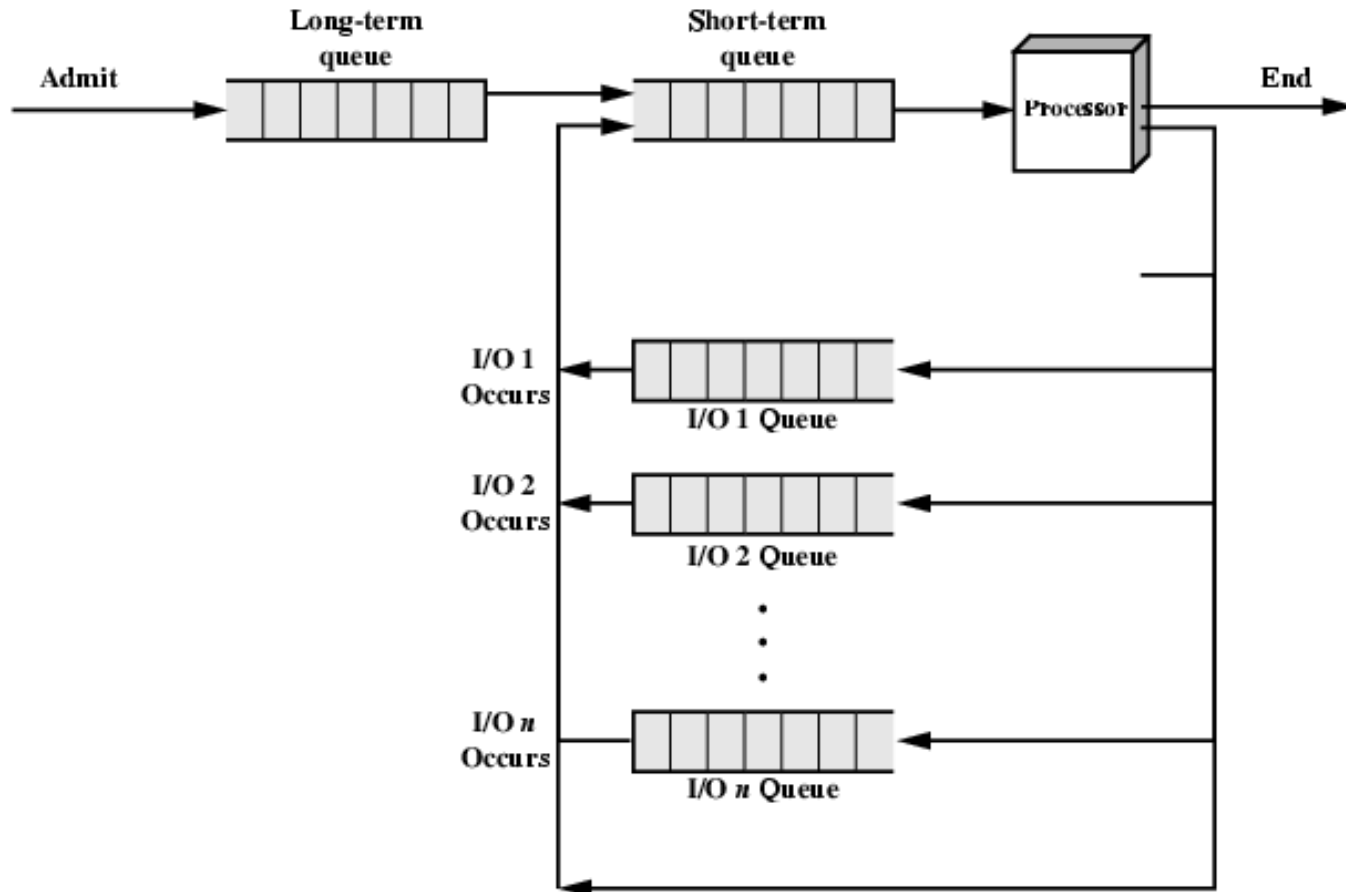 Long-term
queue
Short-term
queue
Admit
Processor
End
I/O 1
Occurs
I/O 1 Queue
I/O 2
Occurs
I/O 2 Queue
I/O n
Occurs
I/O n Queue